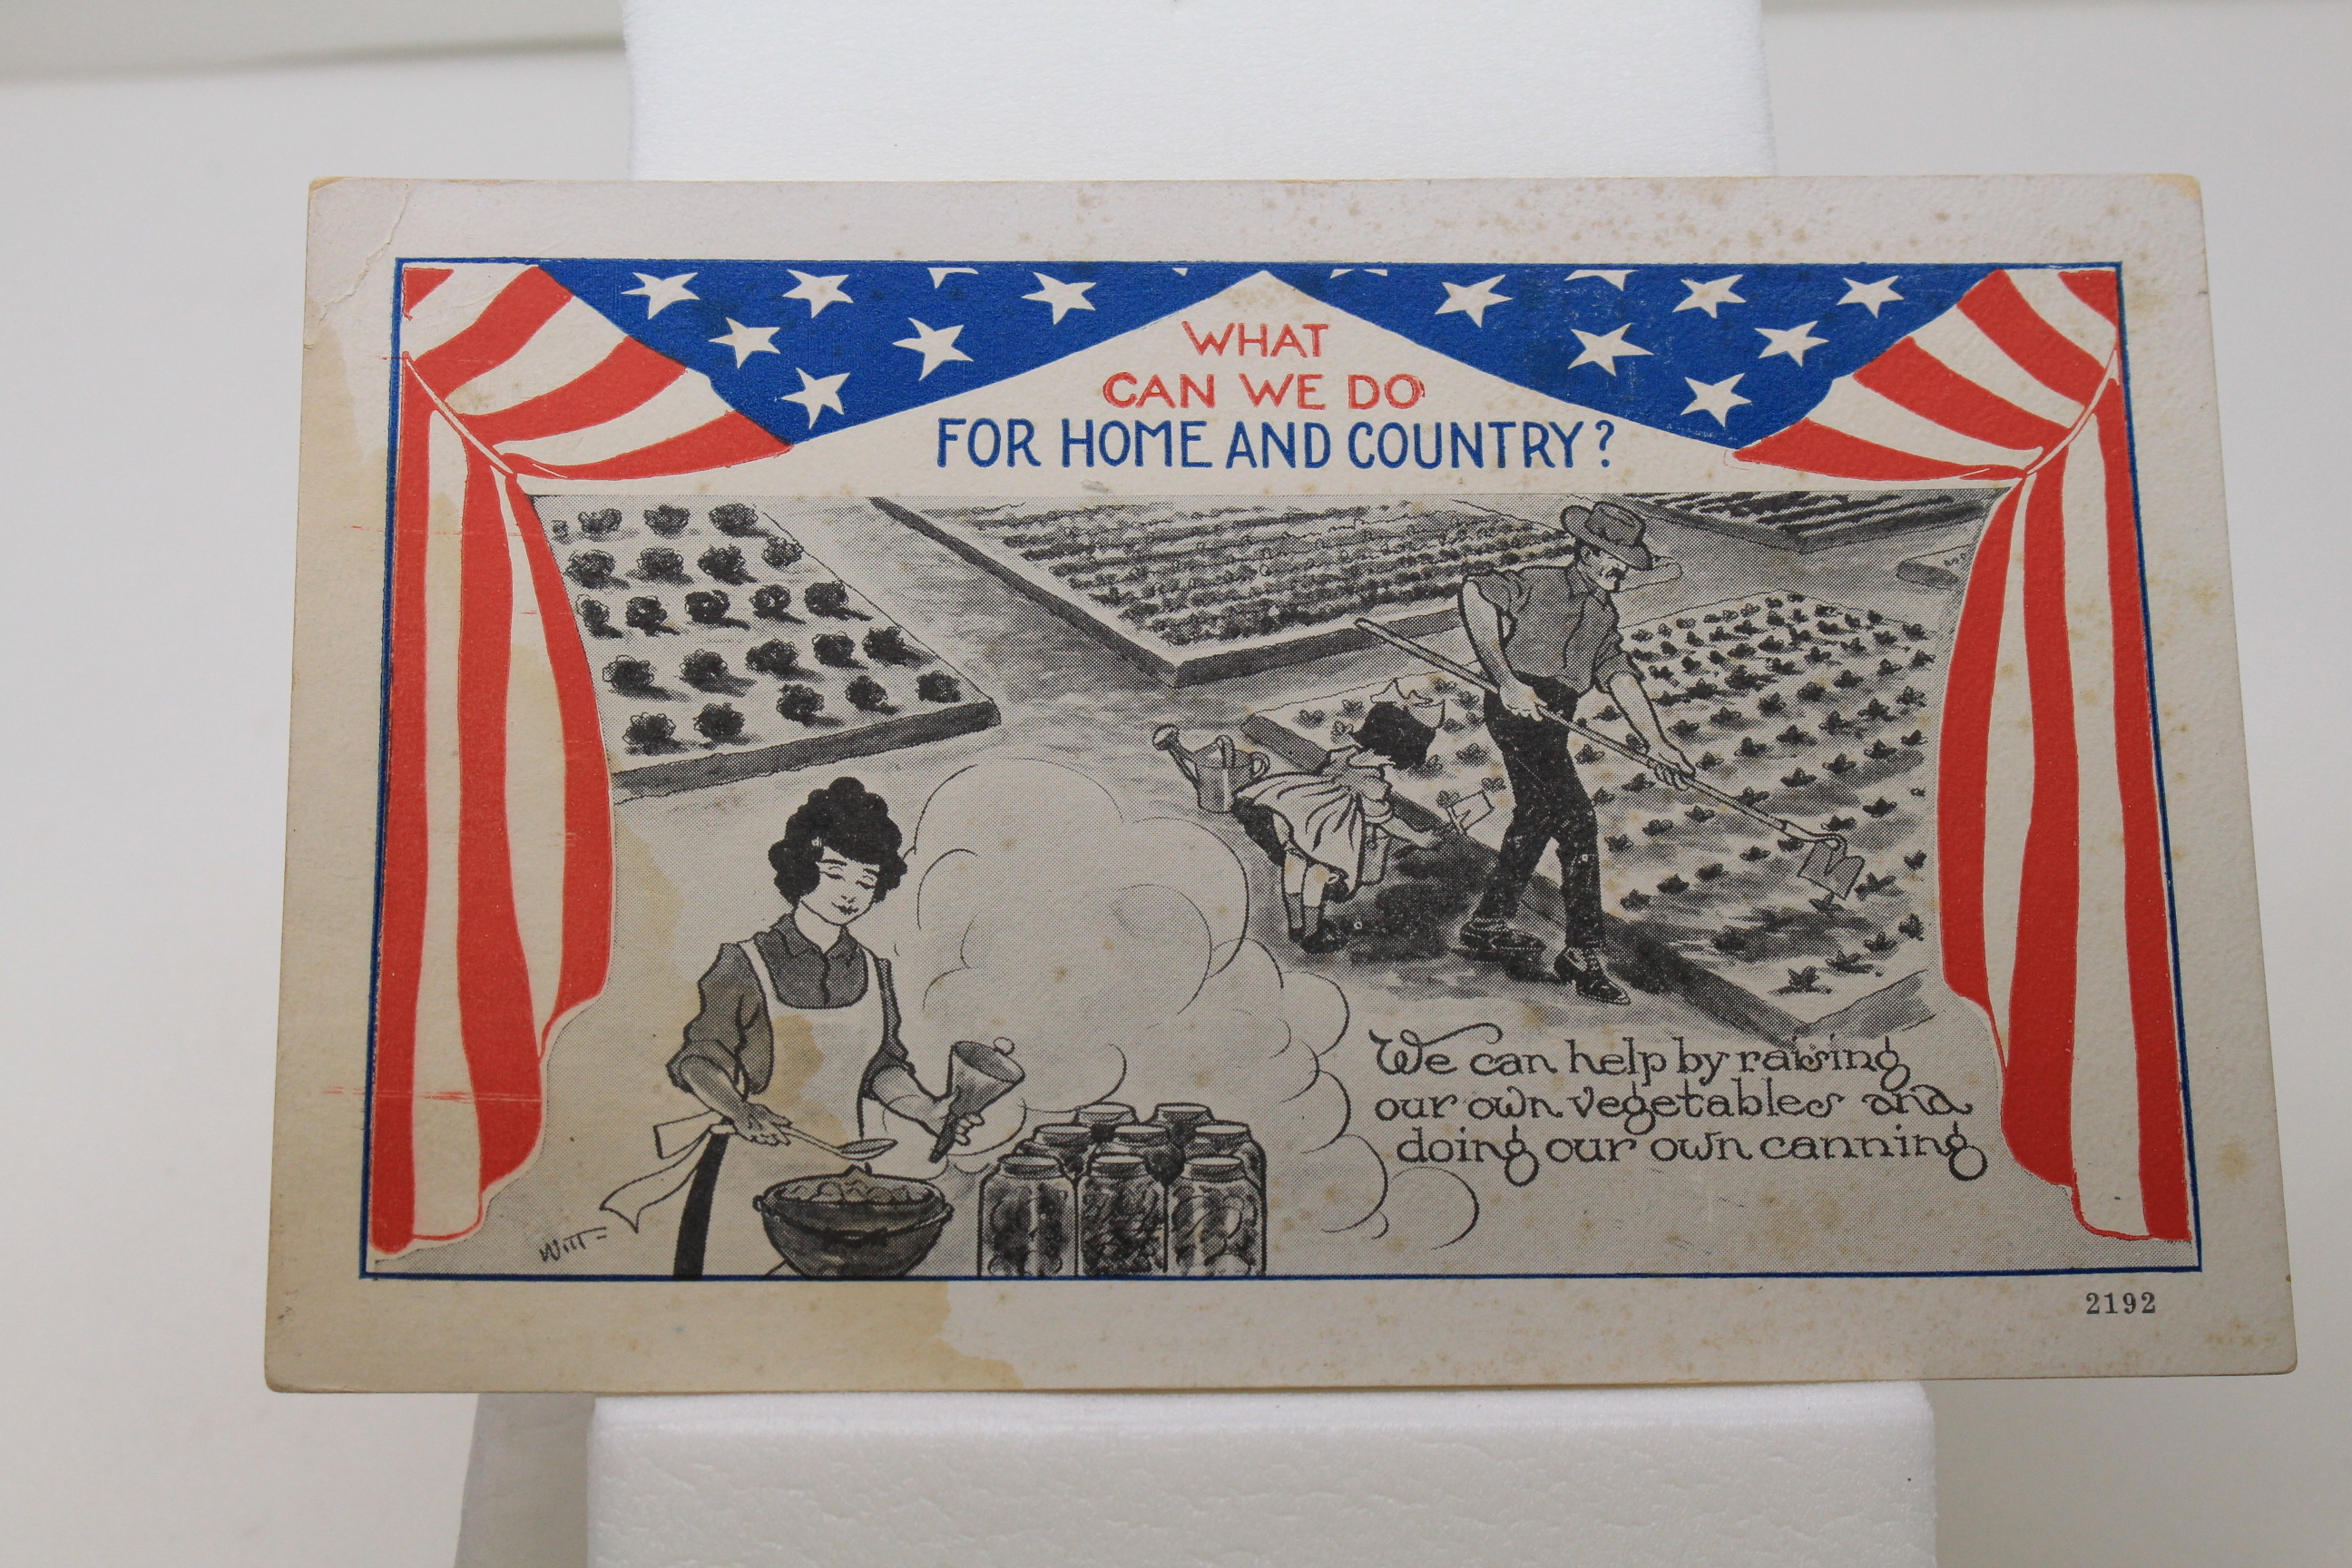 WHAT
CAN WE DO
FOR HOME AND COUNTRY?
We can help by raising
our own vegetables and
doing our own canning
Witt
2192